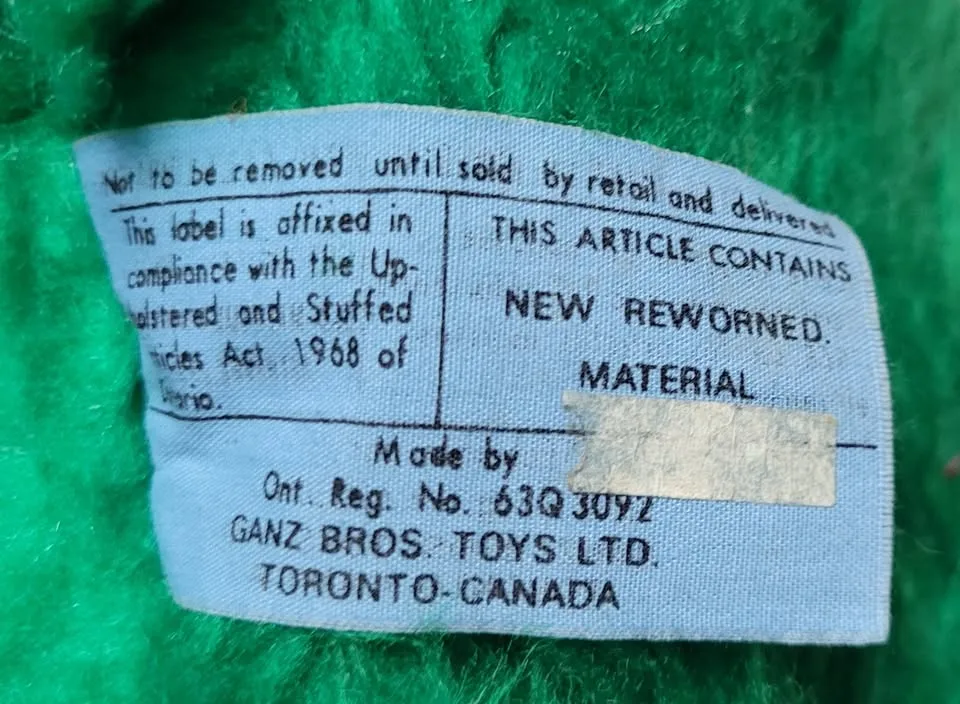 Not to be removed until sold by retail and delivered
This label is affixed in
compliance with the Up-
holstered and Stuffed
Articles Act, 1968 of
Ontario.
THIS ARTICLE CONTAINS
NEW REWORNED.
MATERIAL
Made by
Ont. Reg. No. 63Q3092
GANZ BROS. TOYS LTD.
TORONTO-CANADA